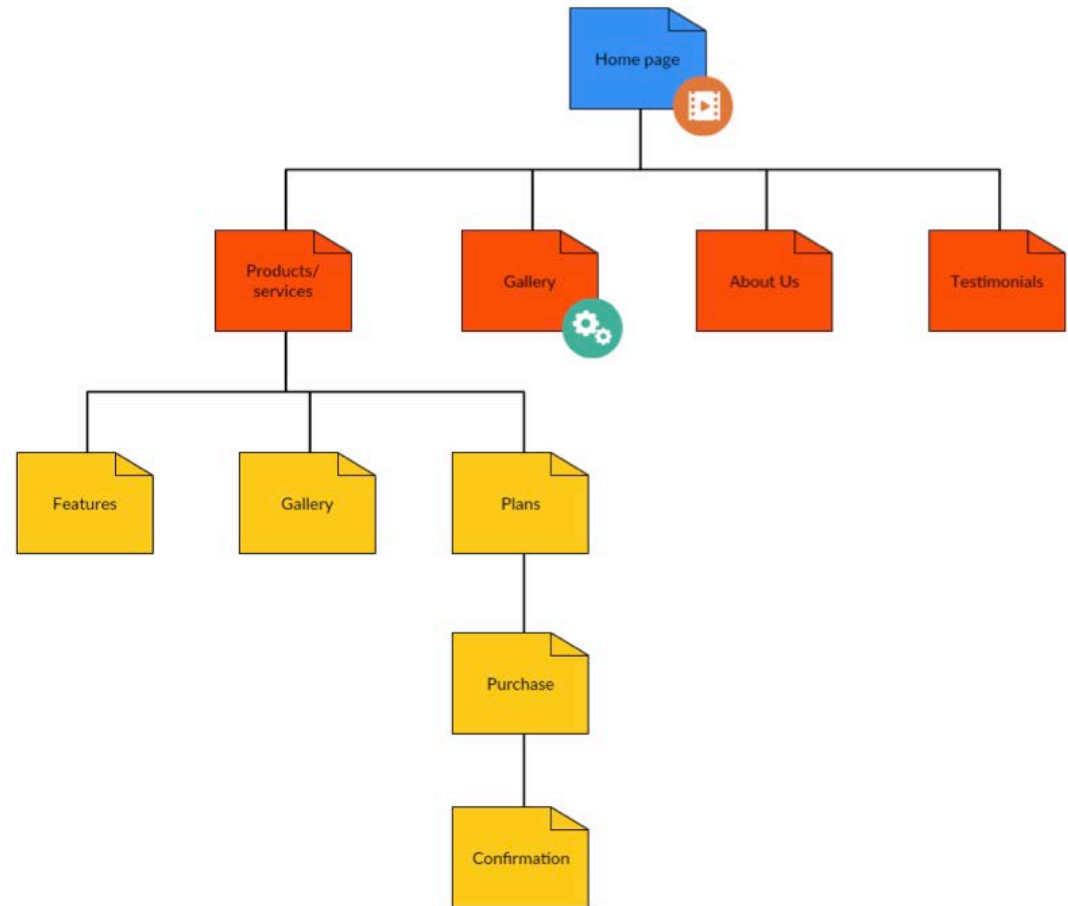 Home page
Products/
services
Gallery
About Us
Testimonials
Features
Gallery
Plans
Purchase
Confirmation